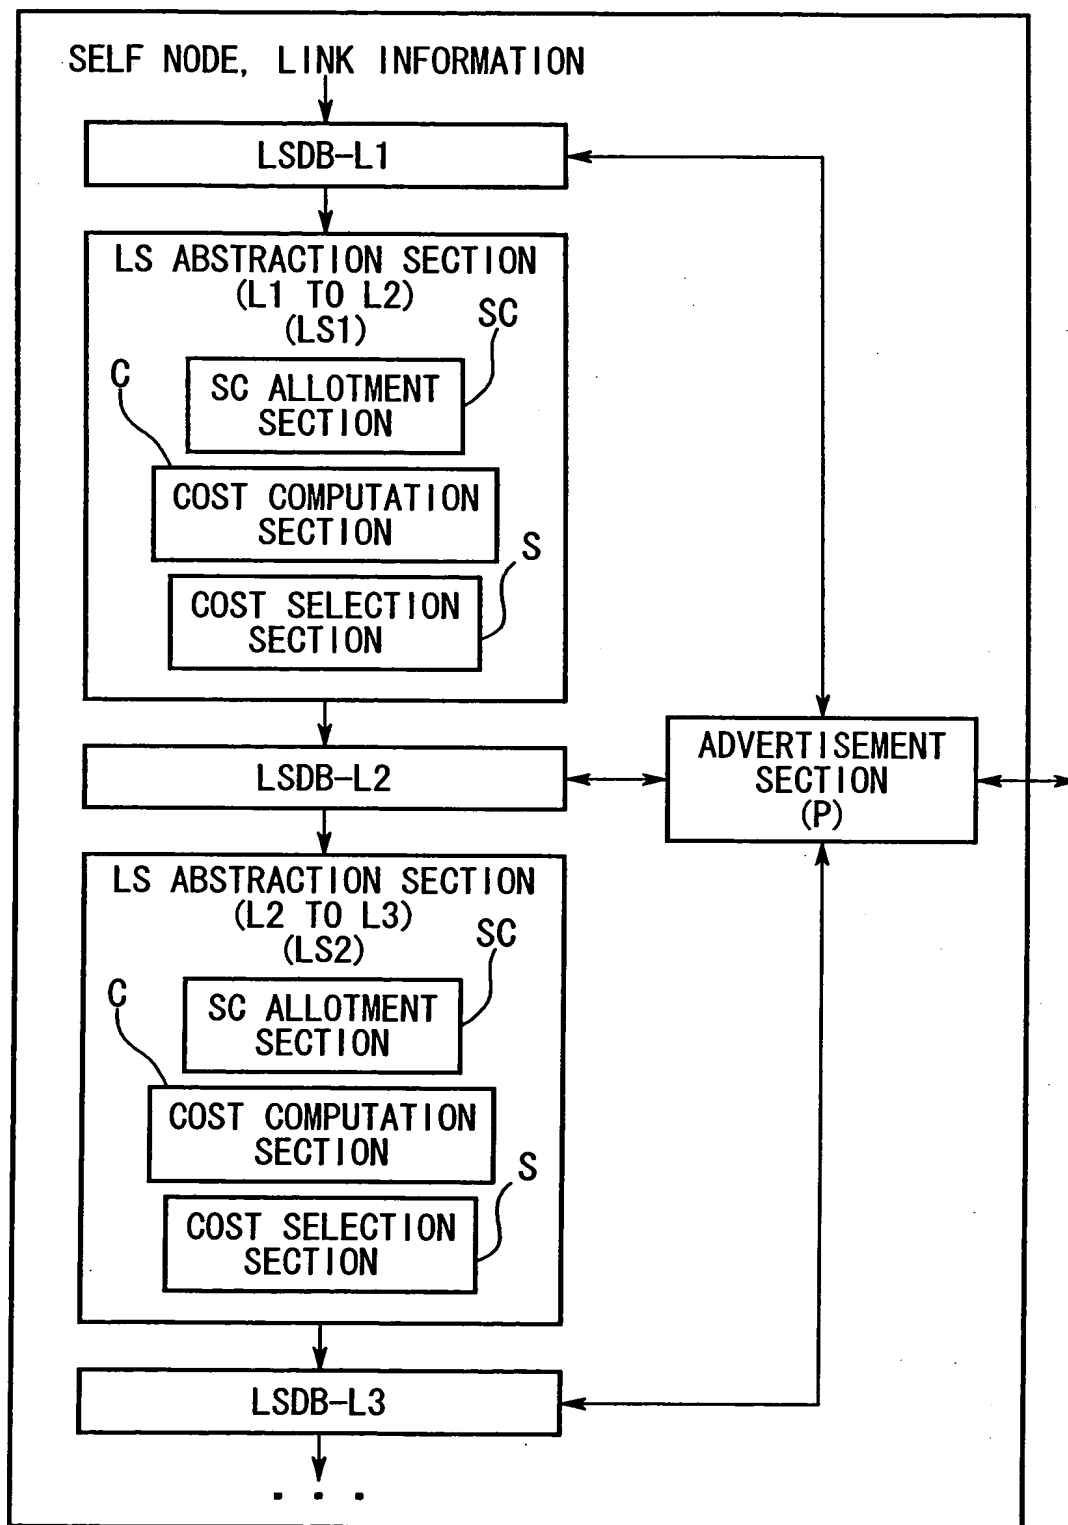 SELF NODE, LINK INFORMATION
LSDB-L1
LS ABSTRACTION SECTION
(L1 TO L2)
(LS1)
SC
C
SC ALLOTMENT
SECTION
COST COMPUTATION
SECTION
S
COST SELECTION
SECTION
LSDB-L2
ADVERTISEMENT
SECTION
(P)
LS ABSTRACTION SECTION
(L2 TO L3)
(LS2)
SC
C
SC ALLOTMENT
SECTION
COST COMPUTATION
SECTION
S
COST SELECTION
SECTION
LSDB-L3
. . .